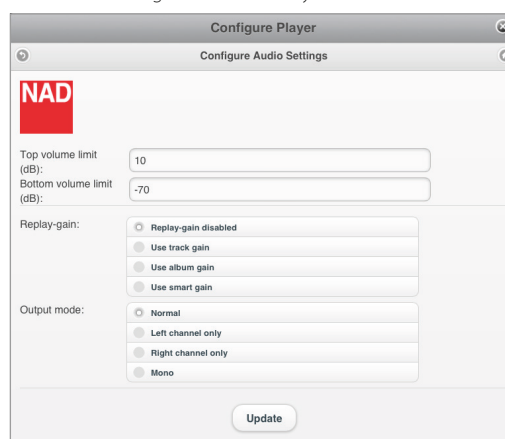 Configure Player
Configure Audio Settings
NAD
Top volume limit
(dB):
10
Bottom volume limit
(dB):
-70
Replay-gain:
Replay-gain disabled
Use track gain
Use album gain
Use smart gain
Output mode:
Normal
Left channel only
Right channel only
Mono
Update